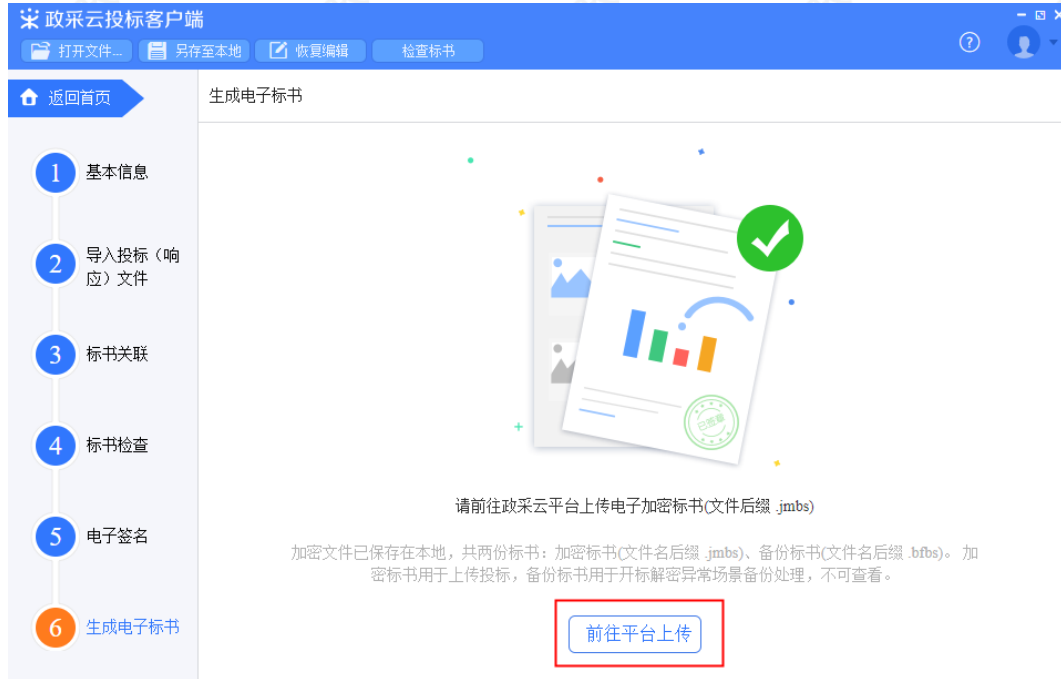 政采云投标客户端
打开文件... 另存至本地 恢复编辑 检查标书
返回首页
生成电子标书
1 基本信息
2 导入投标（响
应）文件
3 标书关联
4 标书检查
5 电子签名
6 生成电子标书
已签章
请前往政采云平台上传电子加密标书(文件后缀 .jmbs)
加密文件已保存在本地，共两份标书：加密标书(文件名后缀 .jmbs)、备份标书(文件名后缀 .bfbs)。 加
密标书用于上传投标，备份标书用于开标解密异常场景备份处理，不可查看。
前往平台上传